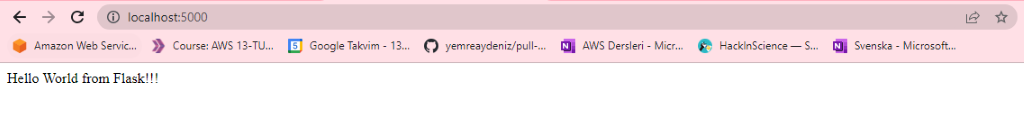 localhost:5000
Amazon Web Servic... Course: AWS 13-TU... Google Takvim - 13... yemreaydeniz/pull-... AWS Dersleri - Micr... HackInScience — S... Svenska - Microsoft...
Hello World from Flask!!!